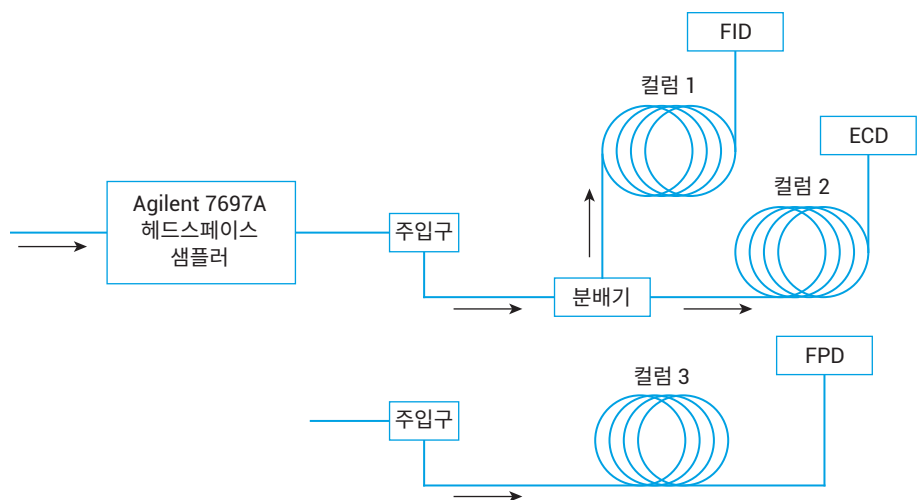 FID
컬럼 1
ECD
컬럼 2
Agilent 7697A
헤드스페이스
샘플러
주입구
분배기
FPD
컬럼 3
주입구